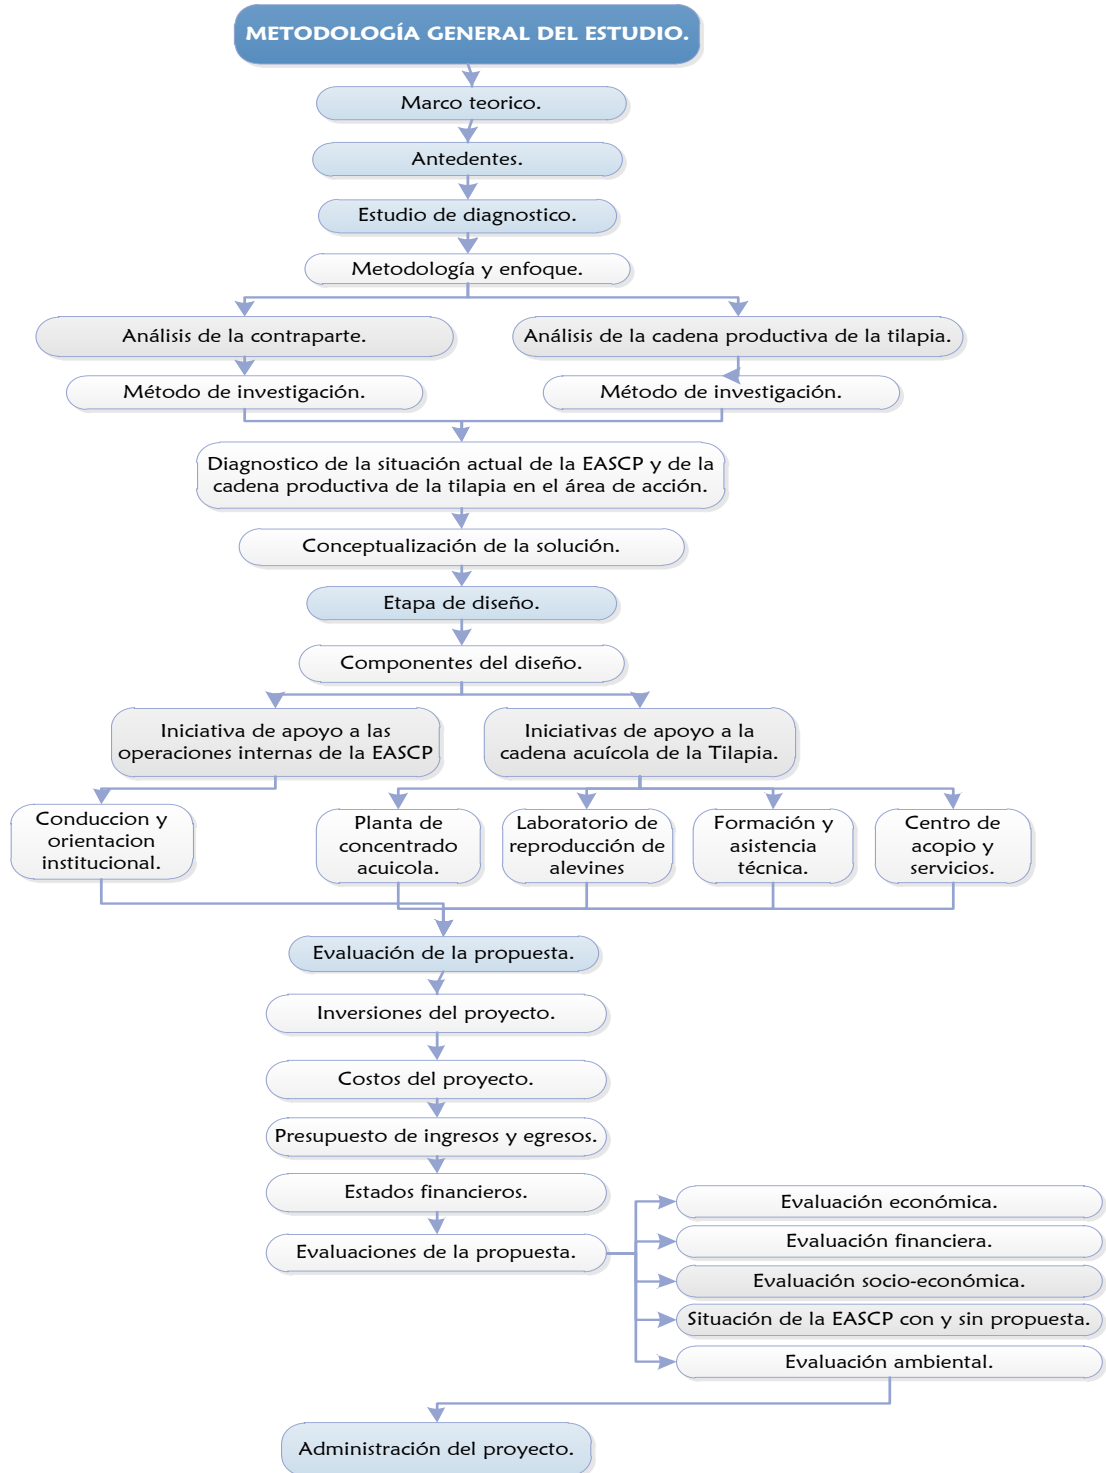 METODOLOGÍA GENERAL DEL ESTUDIO.
Marco teorico.
Antedentes.
Estudio de diagnostico.
Metodología y enfoque.
Análisis de la contraparte.
Análisis de la cadena productiva de la tilapia.
Método de investigación.
Método de investigación.
Diagnostico de la situación actual de la EASCP y de la
cadena productiva de la tilapia en el área de acción.
Conceptualización de la solución.
Etapa de diseño.
Componentes del diseño.
Iniciativa de apoyo a las
operaciones internas de la EASCP
Iniciativas de apoyo a la
cadena acuícola de la Tilapia.
Conduccion y
orientacion
institucional.
Planta de
concentrado
acuicola.
Laboratorio de
reproducción de
alevines
Formación y
asistencia
técnica.
Centro de
acopio y
servicios.
Evaluación de la propuesta.
Inversiones del proyecto.
Costos del proyecto.
Presupuesto de ingresos y egresos.
Estados financieros.
Evaluaciones de la propuesta.
Evaluación económica.
Evaluación financiera.
Evaluación socio-económica.
Situación de la EASCP con y sin propuesta.
Evaluación ambiental.
Administración del proyecto.